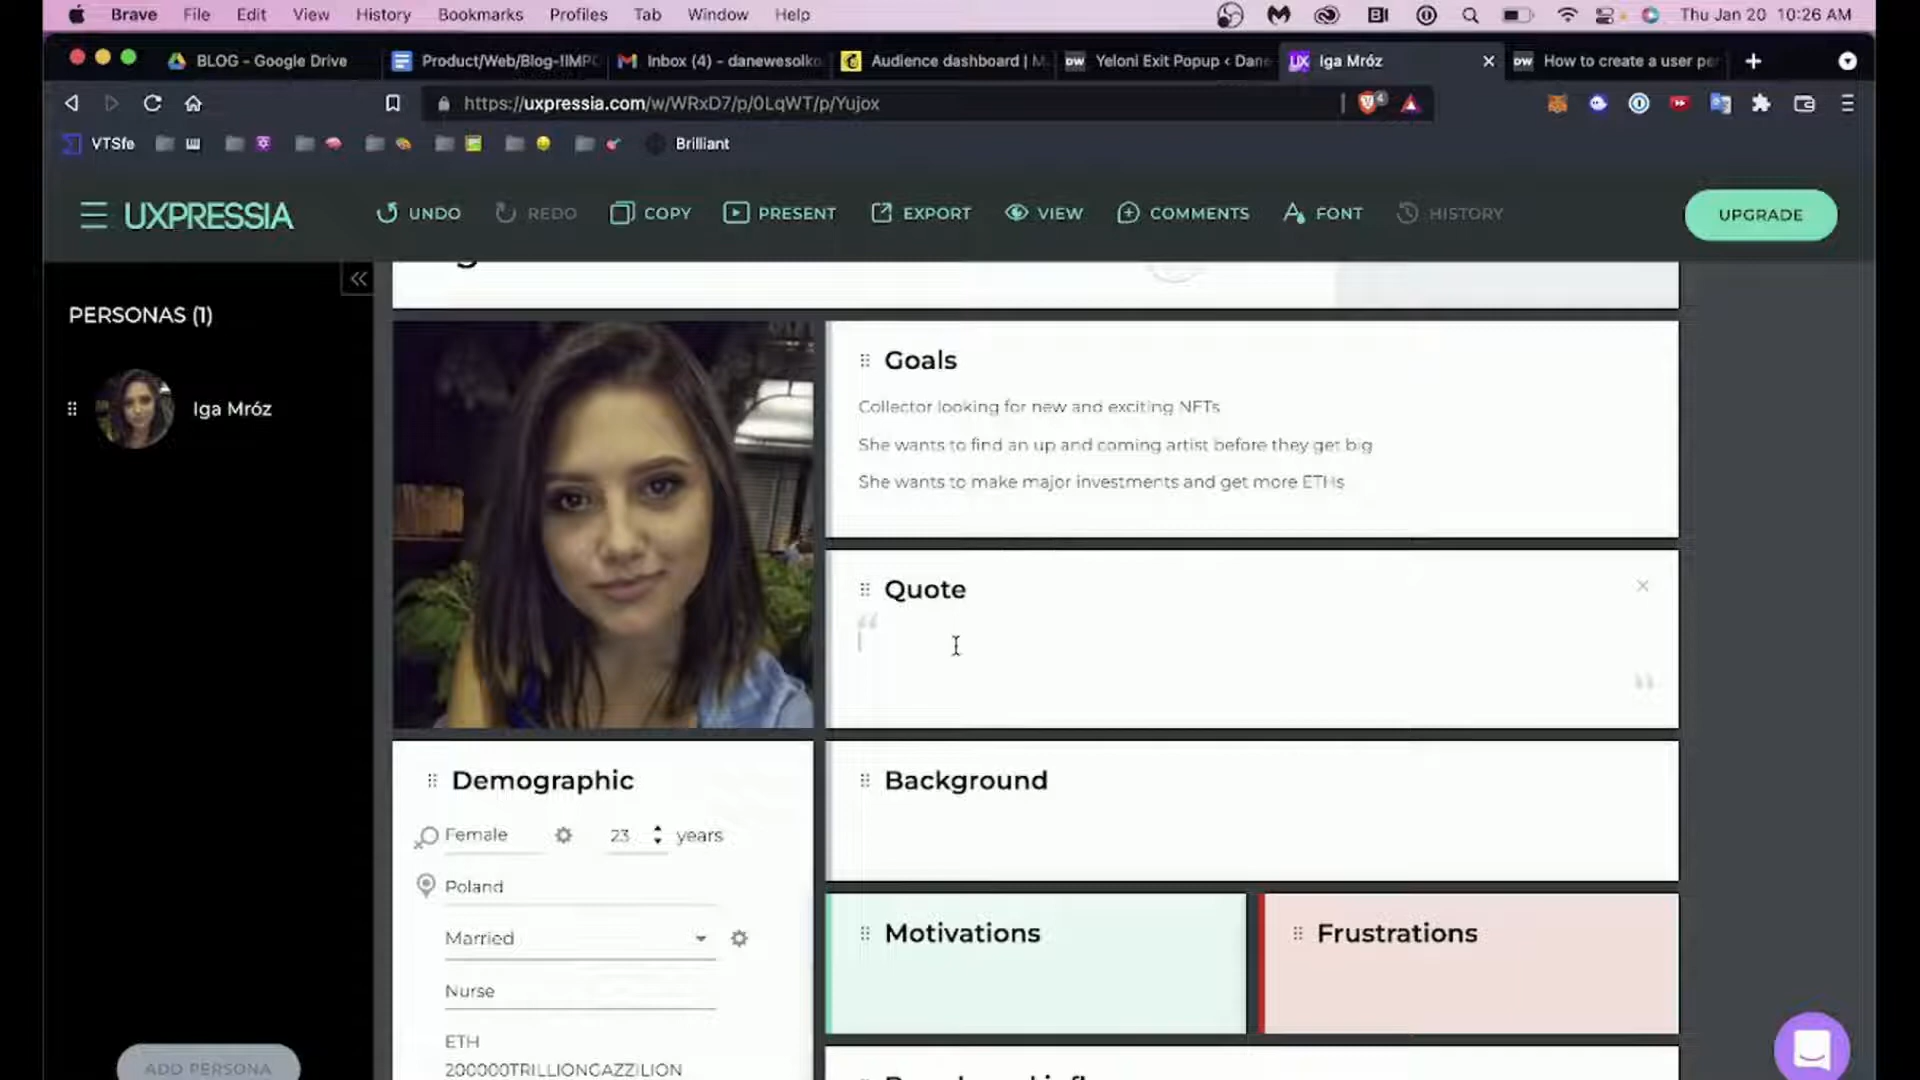 Brave File Edit View History Bookmarks Profiles Tab Window Help Thu Jan 20 10:26 AM
BLOG - Google Drive Product/Web/Blog-!IMPC Inbox (4) - danewesolko Audience dashboard | M Yeloni Exit Popup ‹ Dane Iga Mróz How to create a user per
https://uxpressia.com/w/WRxD7/p/0LqWT/p/Yujox
VTSfe Brilliant
UXPRESSIA UNDO REDO COPY PRESENT EXPORT VIEW COMMENTS FONT HISTORY UPGRADE
PERSONAS (1)
Iga Mróz
Goals
Collector looking for new and exciting NFTs
She wants to find an up and coming artist before they get big
She wants to make major investments and get more ETHs
Quote
Demographic
Female 23 years
Poland
Married
Nurse
ETH
200000TRILLIONGAZZILION
Background
Motivations
Frustrations
ADD PERSONA